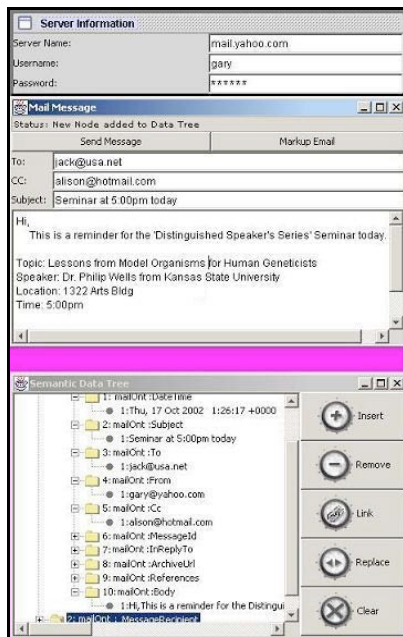 Server Information
Server Name: mail.yahoo.com
Username: gary
Password: ******
Mail Message
Status: New Node added to Data Tree
Send Message Markup Email
To: jack@usa.net
CC: alison@hotmail.com
Subject: Seminar at 5:00pm today
Hi,
This is a reminder for the 'Distinguished Speaker's Series' Seminar today.
Topic: Lessons from Model Organisms for Human Geneticists
Speaker: Dr. Philip Wells from Kansas State University
Location: 1322 Arts Bldg
Time: 5:00pm
Semantic Data Tree
1: mailOnt :DateTime
1:Thu, 17 Oct 2002 1:26:17 +0000
2: mailOnt :Subject
1:Seminar at 5:00pm today
3: mailOnt :To
1:jack@usa.net
4: mailOnt :From
1:gary@yahoo.com
5: mailOnt :Cc
1:alison@hotmail.com
6: mailOnt :MessageId
7: mailOnt :InReplyTo
8: mailOnt :ArchiveUrl
9: mailOnt :References
10: mailOnt :Body
1:Hi,This is a reminder for the Distingui
2: mailOnt : MessageRecipient
Insert
Remove
Link
Replace
Clear